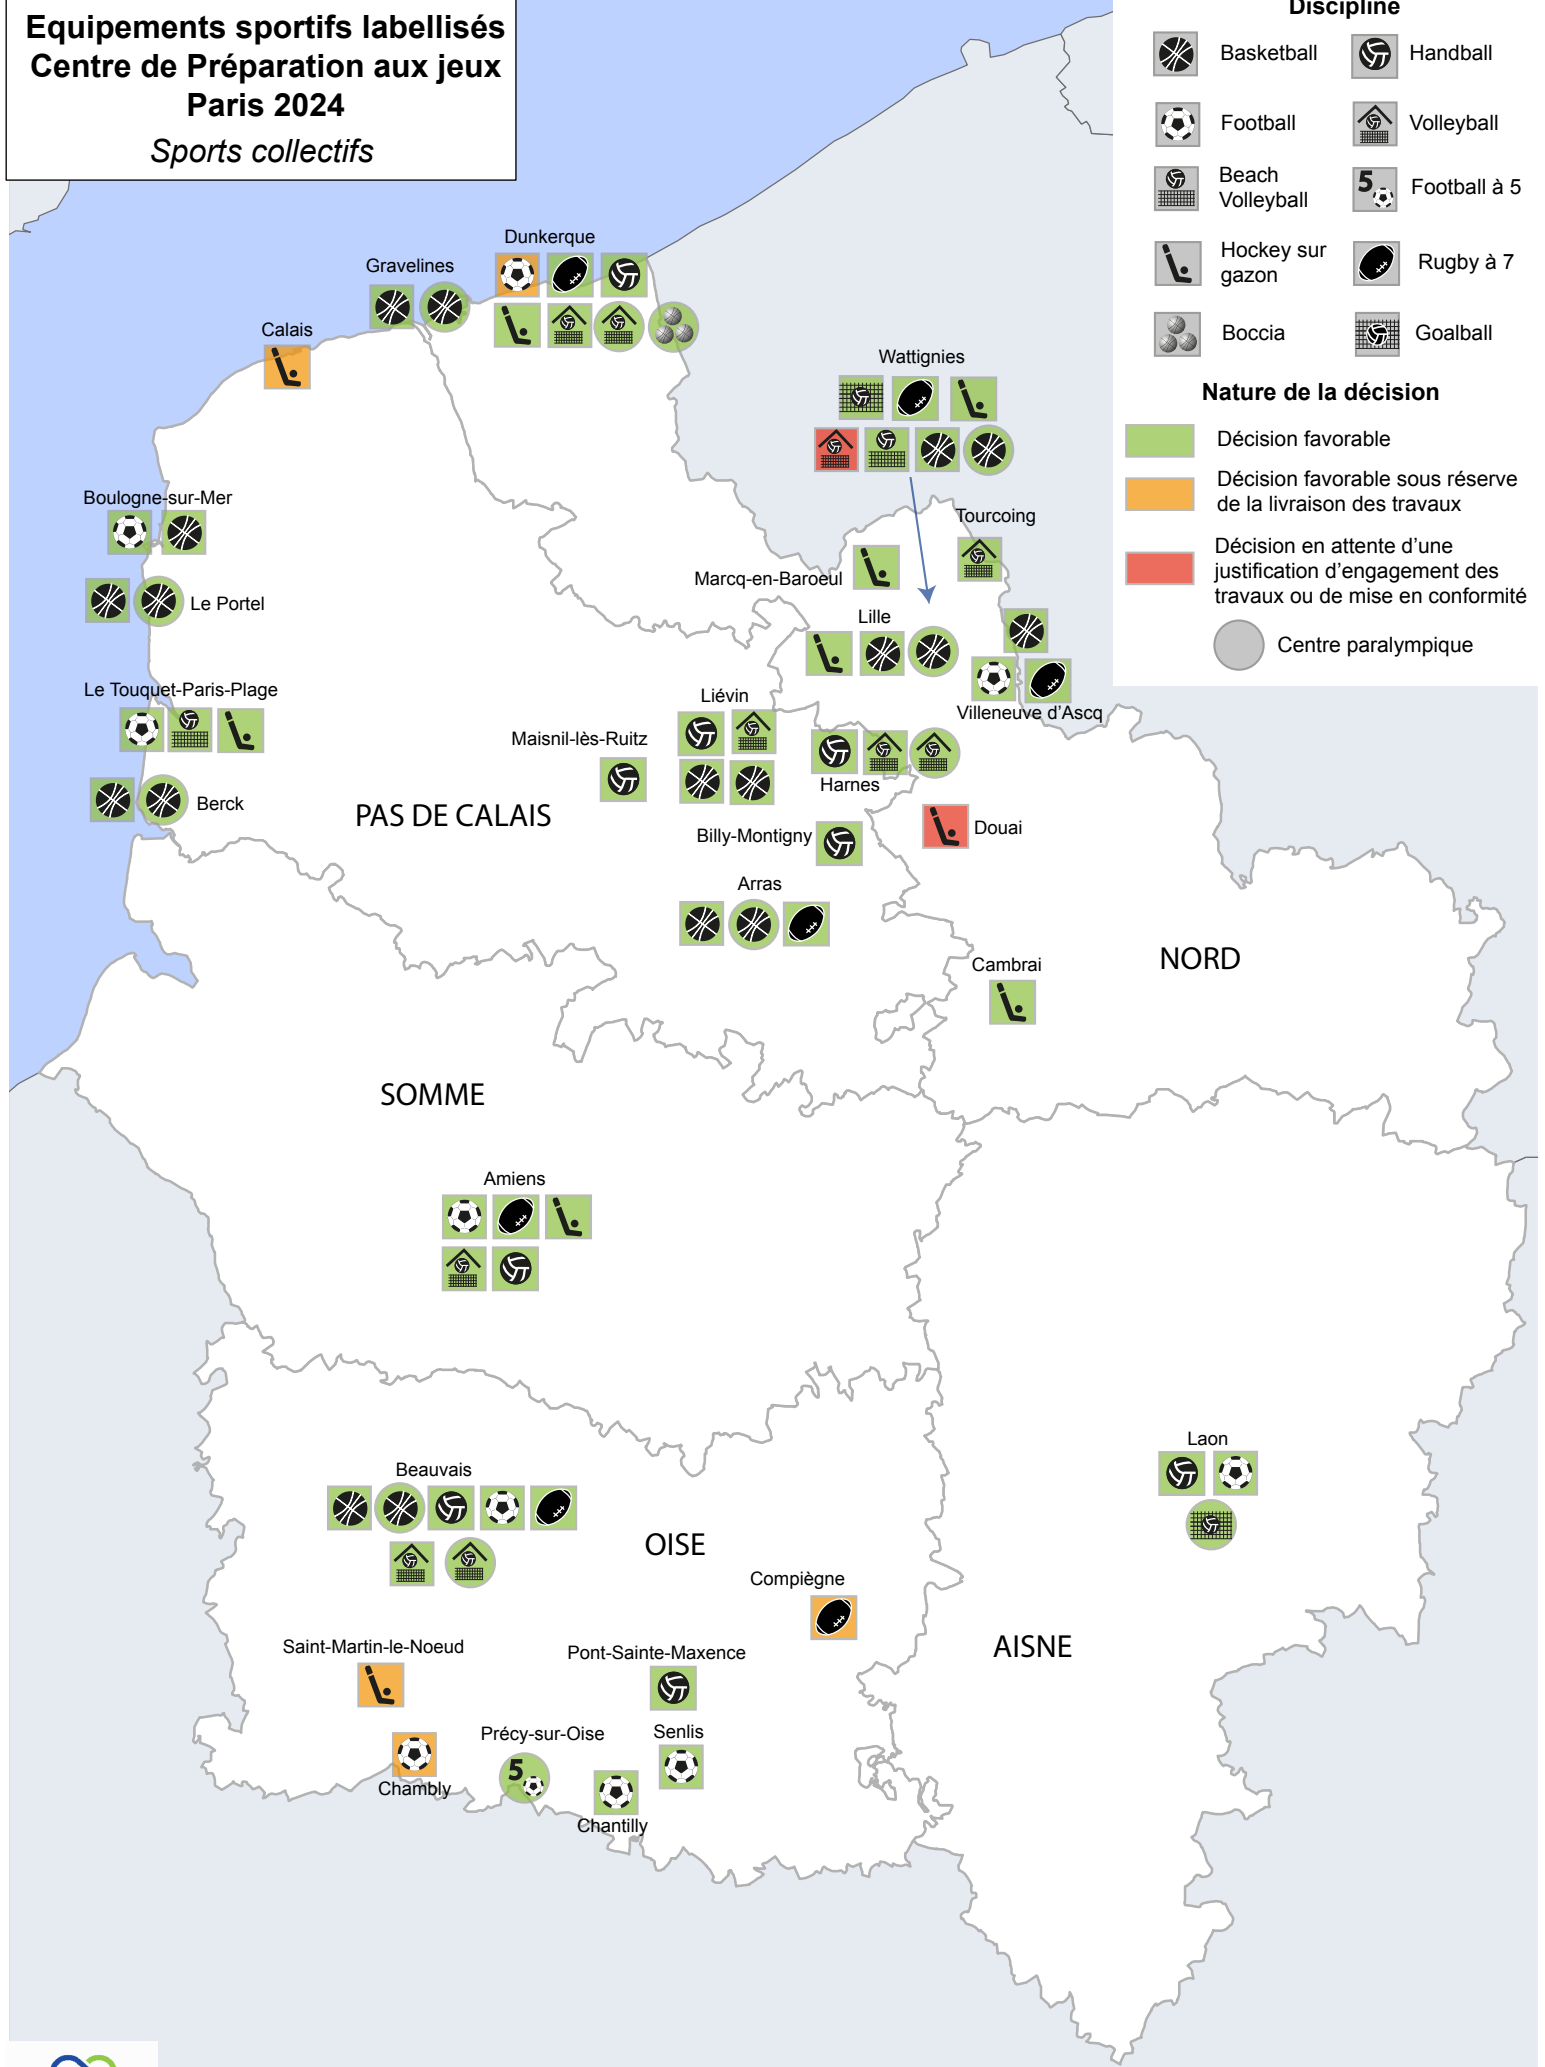 Equipements sportifs labellisés
Centre de Préparation aux jeux
Paris 2024
Sports collectifs
Discipline
Basketball
Handball
Football
Volleyball
Beach
Volleyball
5
Football à 5
Hockey sur
gazon
Rugby à 7
Boccia
Goalball
Nature de la décision
Décision favorable
Décision favorable sous réserve
de la livraison des travaux
Décision en attente d'une
justification d'engagement des
travaux ou de mise en conformité
Centre paralympique
Dunkerque
Gravelines
Calais
Wattignies
Boulogne-sur-Mer
Tourcoing
Marcq-en-Baroeul
Le Portel
Lille
Le Touquet-Paris-Plage
Liévin
Villeneuve d'Ascq
Maisnil-lès-Ruitz
Harnes
Berck
PAS DE CALAIS
Billy-Montigny
Douai
Arras
NORD
Cambrai
SOMME
Amiens
Laon
Beauvais
OISE
Compiègne
Saint-Martin-le-Noeud
Pont-Sainte-Maxence
AISNE
Précy-sur-Oise
Senlis
5
Chambly
Chantilly